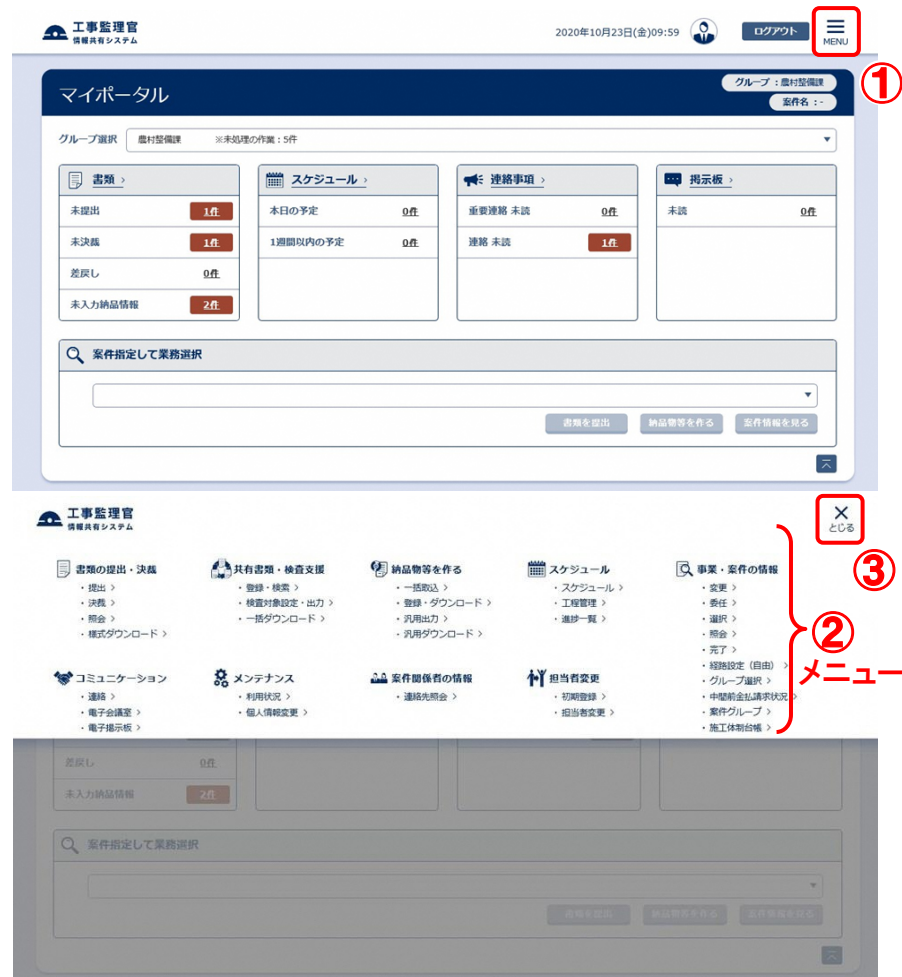 工事監理官
情報共有システム
2020年10月23日(金)09:59
ログアウト
MENU
①
マイポータル
グループ：農村整備課
案件名：-
グループ選択
農村整備課 ※未処理の作業：5件
書類 ›
未提出 1件
未決裁 1件
差戻し 0件
未入力納品情報 2件
スケジュール ›
本日の予定 0件
1週間以内の予定 0件
連絡事項 ›
重要連絡 未読 0件
連絡 未読 1件
掲示板 ›
未読 0件
案件指定して業務選択
書類を提出
納品物等を作る
案件情報を見る
工事監理官
情報共有システム
とじる
③
書類の提出・決裁
・提出 ›
・決裁 ›
・照会 ›
・様式ダウンロード ›
共有書類・検査支援
・登録・検索 ›
・検査対象設定・出力 ›
・一括ダウンロード ›
納品物等を作る
・一括取込 ›
・登録・ダウンロード ›
・汎用出力 ›
・汎用ダウンロード ›
スケジュール
・スケジュール ›
・工程管理 ›
・進捗一覧 ›
事業・案件の情報
・変更 ›
・委任 ›
・選択 ›
・照会 ›
・完了 ›
・経路設定（自由） ›
・グループ選択 ›
・中間前金払請求状況 ›
・案件グループ ›
・施工体制台帳 ›
②
メニュー
コミュニケーション
・連絡 ›
・電子会議室 ›
・電子掲示板 ›
メンテナンス
・利用状況 ›
・個人情報変更 ›
案件関係者の情報
・連絡先照会 ›
担当者変更
・初期登録 ›
・担当者変更 ›
差戻し 0件
未入力納品情報 2件
案件指定して業務選択
書類を提出
納品物等を作る
案件情報を見る